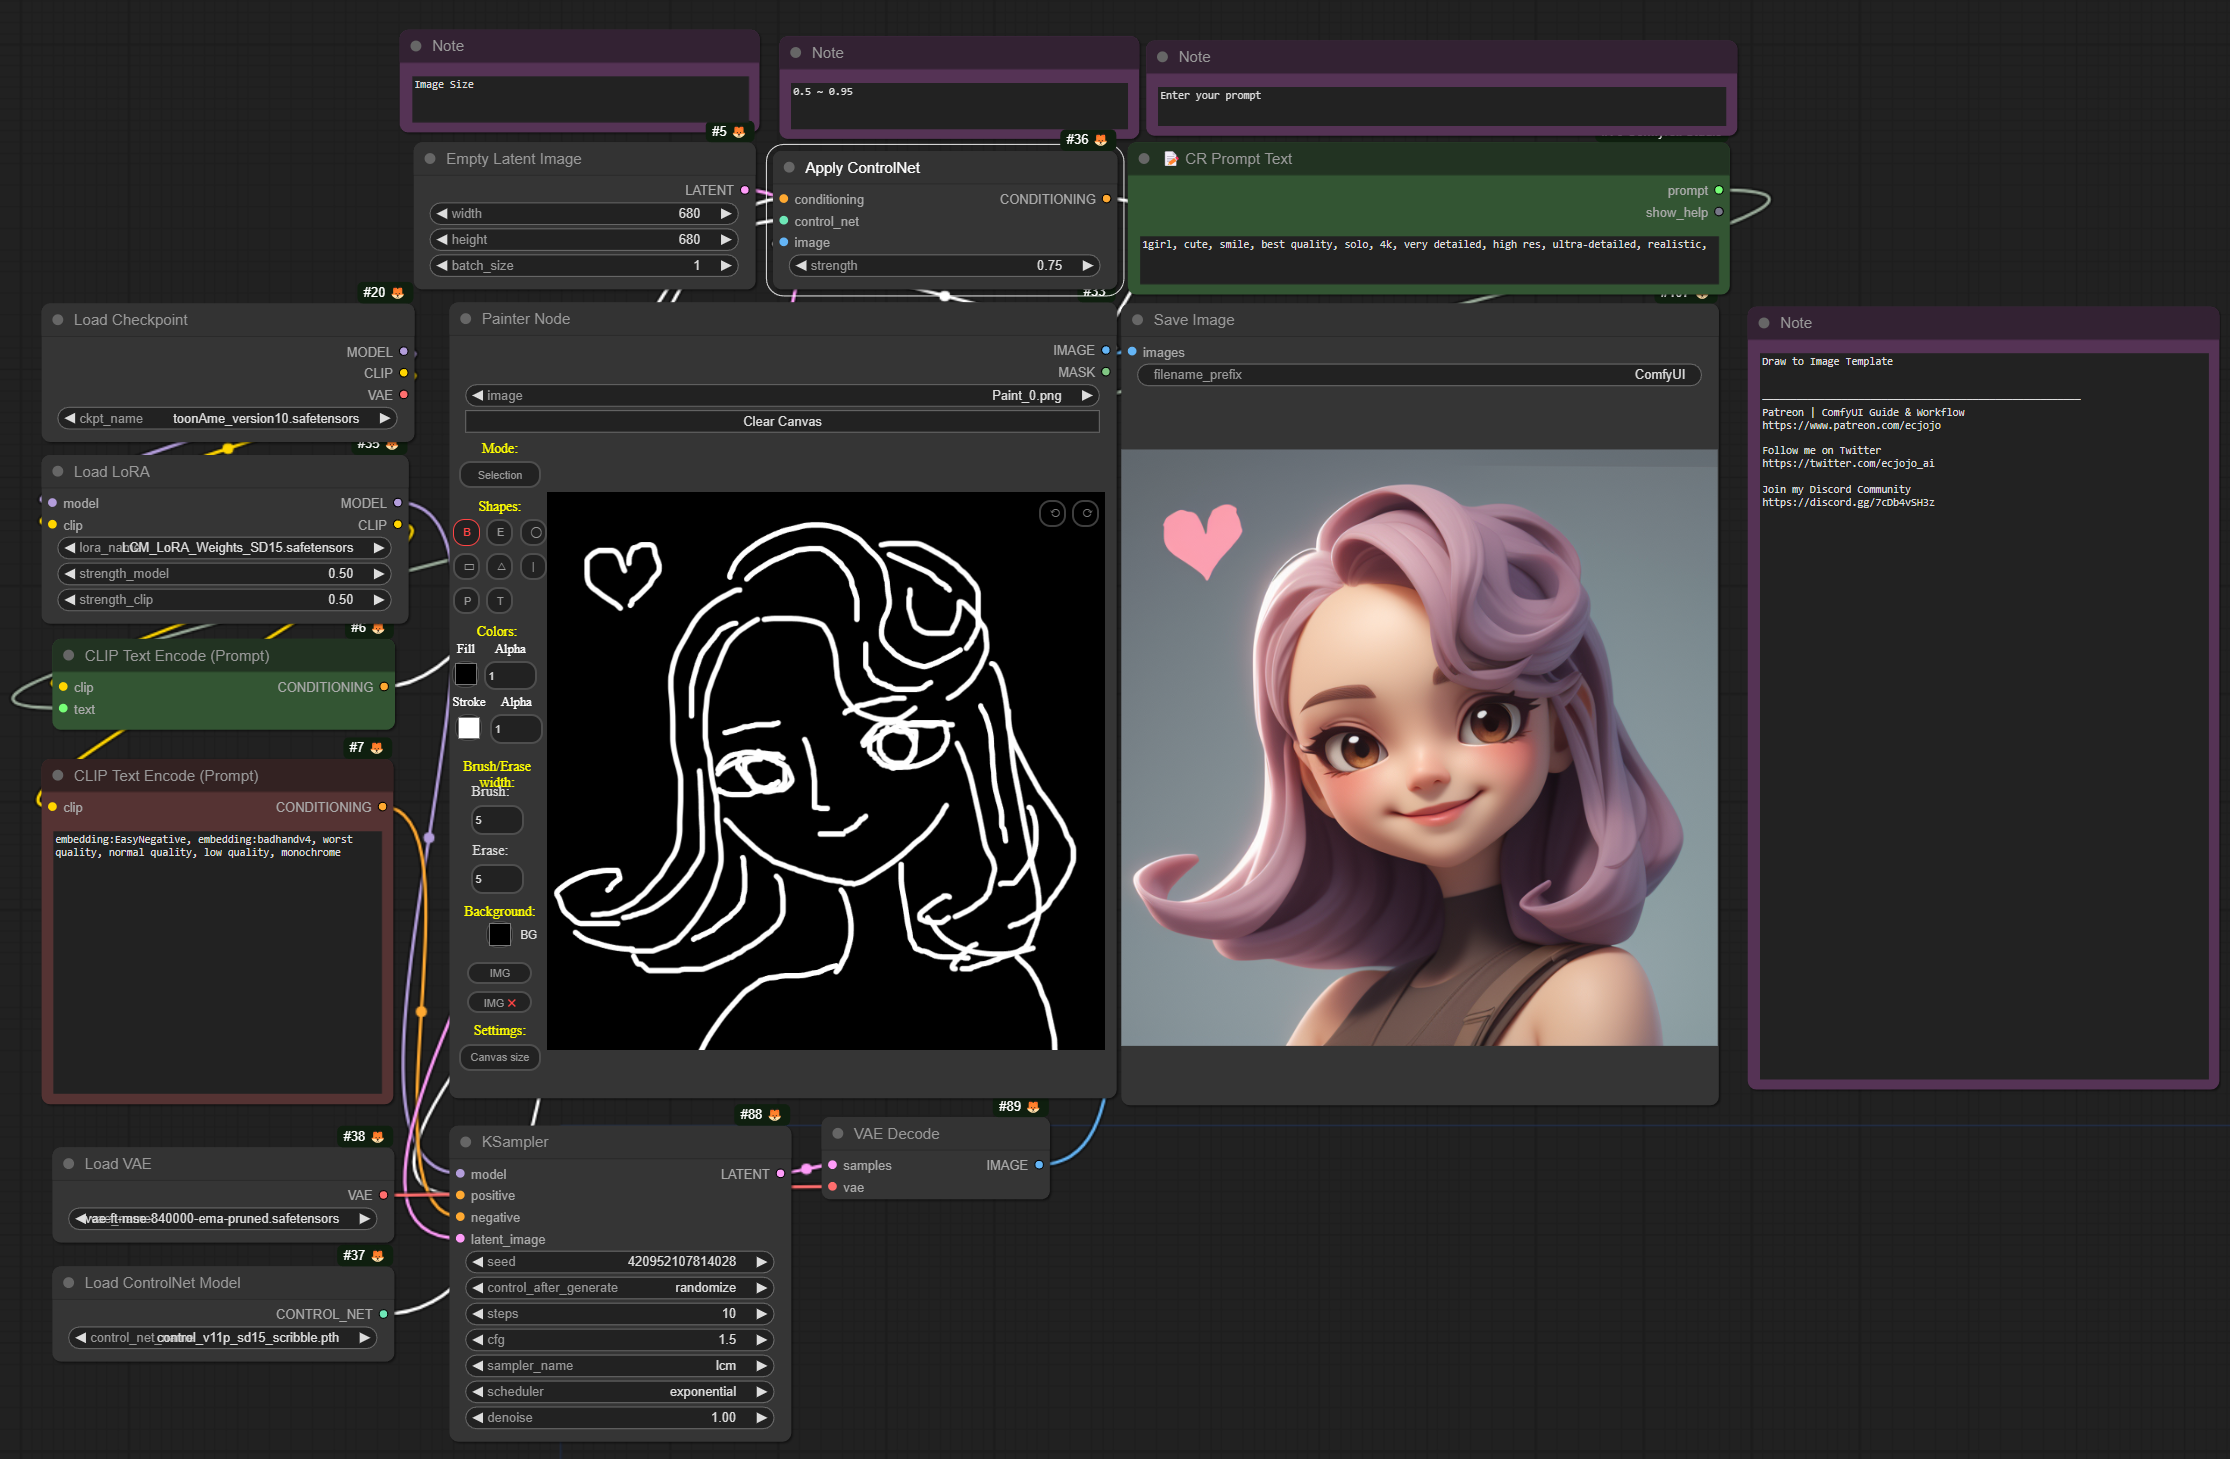 Note
Image Size
Note
0.5 ~ 0.95
Note
Enter your prompt
#5
Empty Latent Image
LATENT
width 680
height 680
batch_size 1
#36
Apply ControlNet
conditioning CONDITIONING
control_net
image
strength 0.75
CR Prompt Text
prompt
show_help
1girl, cute, smile, best quality, solo, 4k, very detailed, high res, ultra-detailed, realistic,
#20
Load Checkpoint
MODEL
CLIP
VAE
ckpt_name toonAme_version10.safetensors
#35
Load LoRA
model MODEL
clip CLIP
LCM_LoRA_Weights_SD15.safetensors
strength_model 0.50
strength_clip 0.50
#6
CLIP Text Encode (Prompt)
clip CONDITIONING
text
#7
CLIP Text Encode (Prompt)
clip CONDITIONING
embedding:EasyNegative, embedding:badhandv4, worst
quality, normal quality, low quality, monochrome
#38
Load VAE
VAE
840000-ema-pruned.safetensors
#37
Load ControlNet Model
CONTROL_NET
control_v11p_sd15_scribble.pth
#33
Painter Node
IMAGE
MASK
image Paint_0.png
Clear Canvas
Mode:
Selection
Shapes:
B E
P T
Colors:
Fill Alpha
1
Stroke Alpha
1
Brush/Erase
width:
Brush:
5
Erase:
5
Background:
BG
IMG
IMG
Settimgs:
Canvas size
Save Image
images
filename_prefix ComfyUI
#88
KSampler
model LATENT
positive
negative
latent_image
seed 420952107814028
control_after_generate randomize
steps 10
cfg 1.5
sampler_name lcm
scheduler exponential
denoise 1.00
#89
VAE Decode
samples IMAGE
vae
Note
Draw to Image Template
Patreon | ComfyUI Guide & Workflow
https://www.patreon.com/ecjojo
Follow me on Twitter
https://twitter.com/ecjojo_ai
Join my Discord Community
https://discord.gg/7cDb4vSH3z